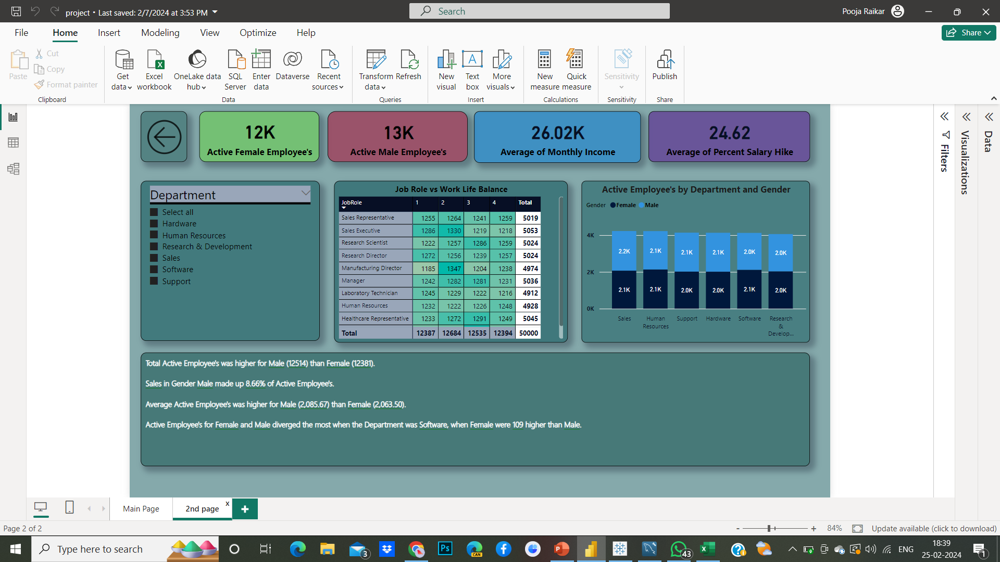 project • Last saved: 2/7/2024 at 3:53 PM
Search
Pooja Raikar
File Home Insert Modeling View Optimize Help
Share
Paste
Cut
Copy
Format painter
Clipboard
Get data
Excel workbook
OneLake data hub
SQL Server
Enter data
Dataverse
Recent sources
Data
Transform data
Refresh
Queries
New visual
Text box
More visuals
Insert
New measure
Quick measure
Calculations
Sensitivity
Sensitivity
Publish
Share
12K
Active Female Employee's
13K
Active Male Employee's
26.02K
Average of Monthly Income
24.62
Average of Percent Salary Hike
Filters
Visualizations
Data
Department
Select all
Hardware
Human Resources
Research & Development
Sales
Software
Support
Job Role vs Work Life Balance
JobRole 1 2 3 4 Total
Sales Representative 1255 1264 1241 1259 5019
Sales Executive 1286 1330 1219 1218 5053
Research Scientist 1222 1257 1286 1259 5024
Research Director 1272 1256 1239 1257 5024
Manufacturing Director 1185 1347 1204 1238 4974
Manager 1242 1282 1281 1231 5036
Laboratory Technician 1245 1229 1222 1216 4912
Human Resources 1232 1222 1226 1248 4928
Healthcare Representative 1233 1272 1291 1249 5045
Total 12387 12684 12535 12394 50000
Active Employee's by Department and Gender
Gender Female Male
4K
2.2K 2.1K 2.1K 2.1K 2.0K 2.0K
2K
2.1K 2.1K 2.0K 2.0K 2.1K 2.0K
0K
Sales Human Resources Support Hardware Software Research & Develop...
Total Active Employee's was higher for Male (12514) than Female (12381).
Sales in Gender Male made up 8.66% of Active Employee's.
Average Active Employee's was higher for Male (2,085.67) than Female (2,063.50).
Active Employee's for Female and Male diverged the most when the Department was Software, when Female were 109 higher than Male.
Main Page
2nd page
x
+
Page 2 of 2
- + 84%
Update available (click to download)
Type here to search
3
Ps
CAN
P
43
X
ENG
18:39
25-02-2024
1